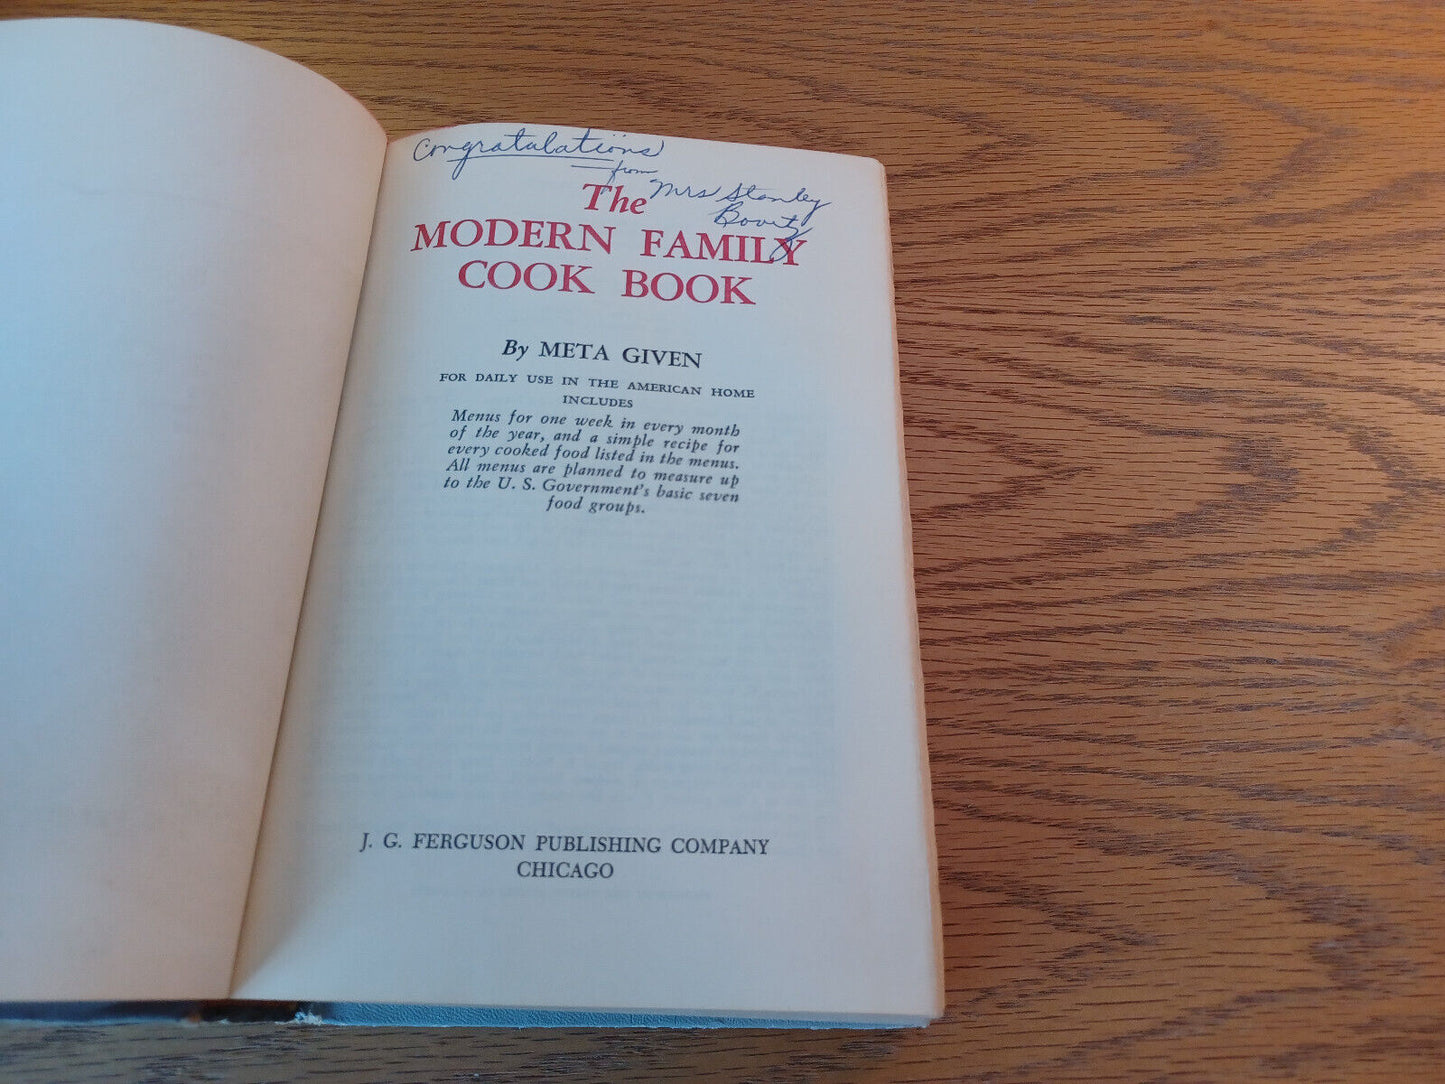 Congratulations
from
Mrs Stanley
The
MODERN FAMILY
COOK BOOK
By META GIVEN
FOR DAILY USE IN THE AMERICAN HOME
INCLUDES
Menus for one week in every month
of the year, and a simple recipe for
every cooked food listed in the menus.
All menus are planned to measure up
to the U. S. Government's basic seven
food groups.
J. G. FERGUSON PUBLISHING COMPANY
CHICAGO